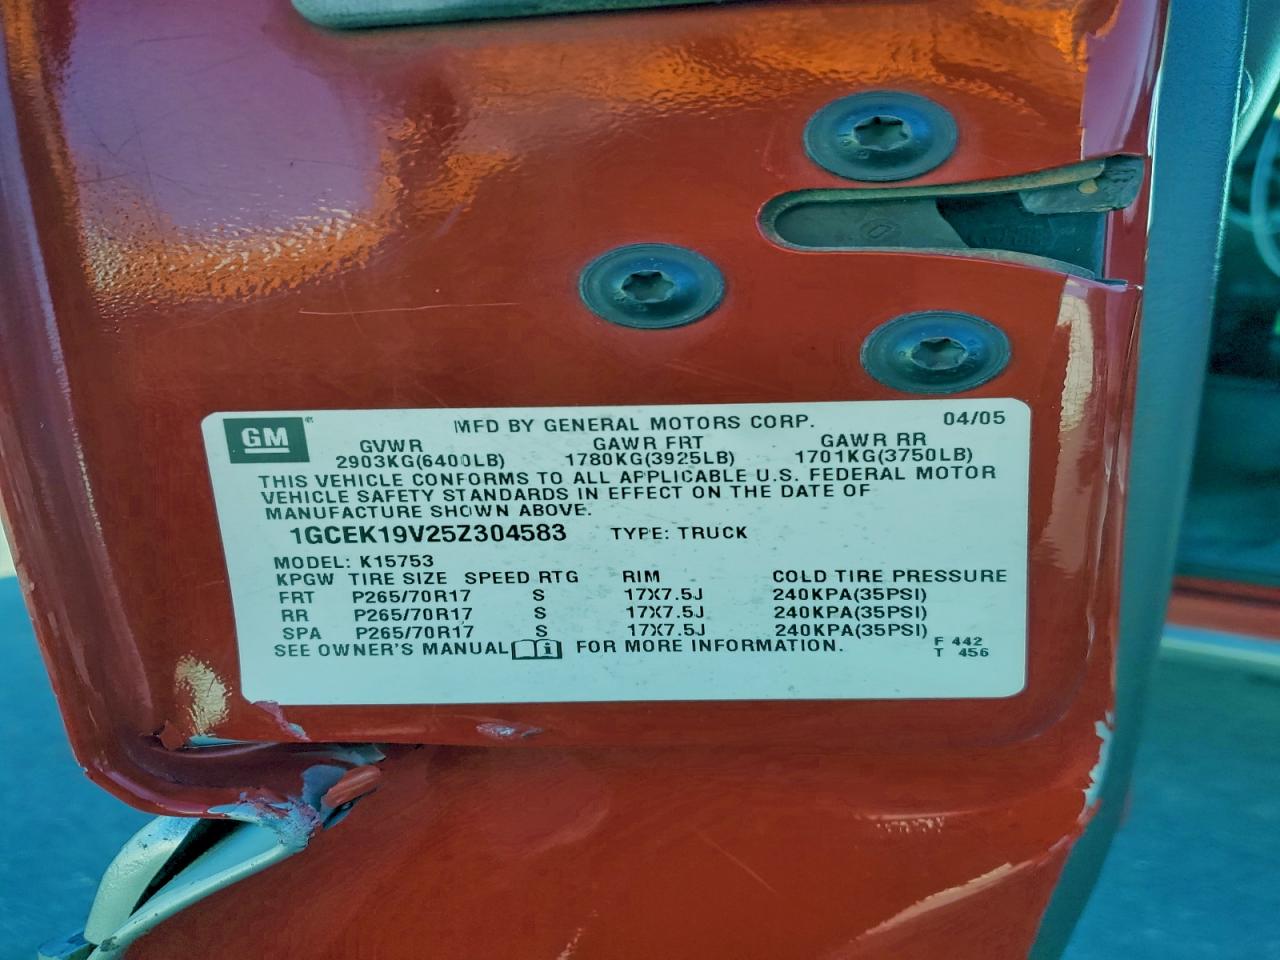 GM
MFD BY GENERAL MOTORS CORP. 04/05
GVWR GAWR FRT GAWR RR
2903KG(6400LB) 1780KG(3925LB) 1701KG(3750LB)
THIS VEHICLE CONFORMS TO ALL APPLICABLE U.S. FEDERAL MOTOR
VEHICLE SAFETY STANDARDS IN EFFECT ON THE DATE OF
MANUFACTURE SHOWN ABOVE.
1GCEK19V25Z304583 TYPE: TRUCK
MODEL: K15753
KPGW TIRE SIZE SPEED RTG RIM COLD TIRE PRESSURE
FRT P265/70R17 S 17X7.5J 240KPA(35PSI)
RR P265/70R17 S 17X7.5J 240KPA(35PSI)
SPA P265/70R17 S 17X7.5J 240KPA(35PSI)
SEE OWNER'S MANUAL i FOR MORE INFORMATION. F 442
T 456